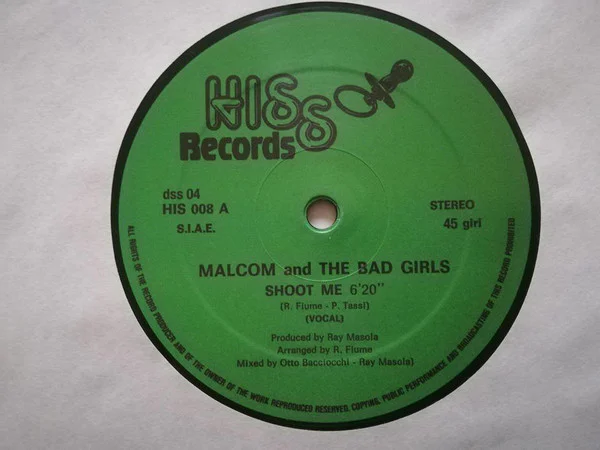 HISS
Records
dss 04
HIS 008 A
S.I.A.E.
STEREO
45 giri
MALCOM and THE BAD GIRLS
SHOOT ME 6'20"
(R. Fiume - P. Tassi)
(VOCAL)
Produced by Ray Masola
Arranged by R. Fiume
Mixed by Otto Bacciocchi - Ray Masola)
ALL RIGHTS OF THE RECORD PRODUCER AND OF THE OWNER OF THE WORK REPRODUCED RESERVED. COPYING, PUBLIC PERFORMANCE AND BROADCASTING OF THIS RECORD PROHIBITED